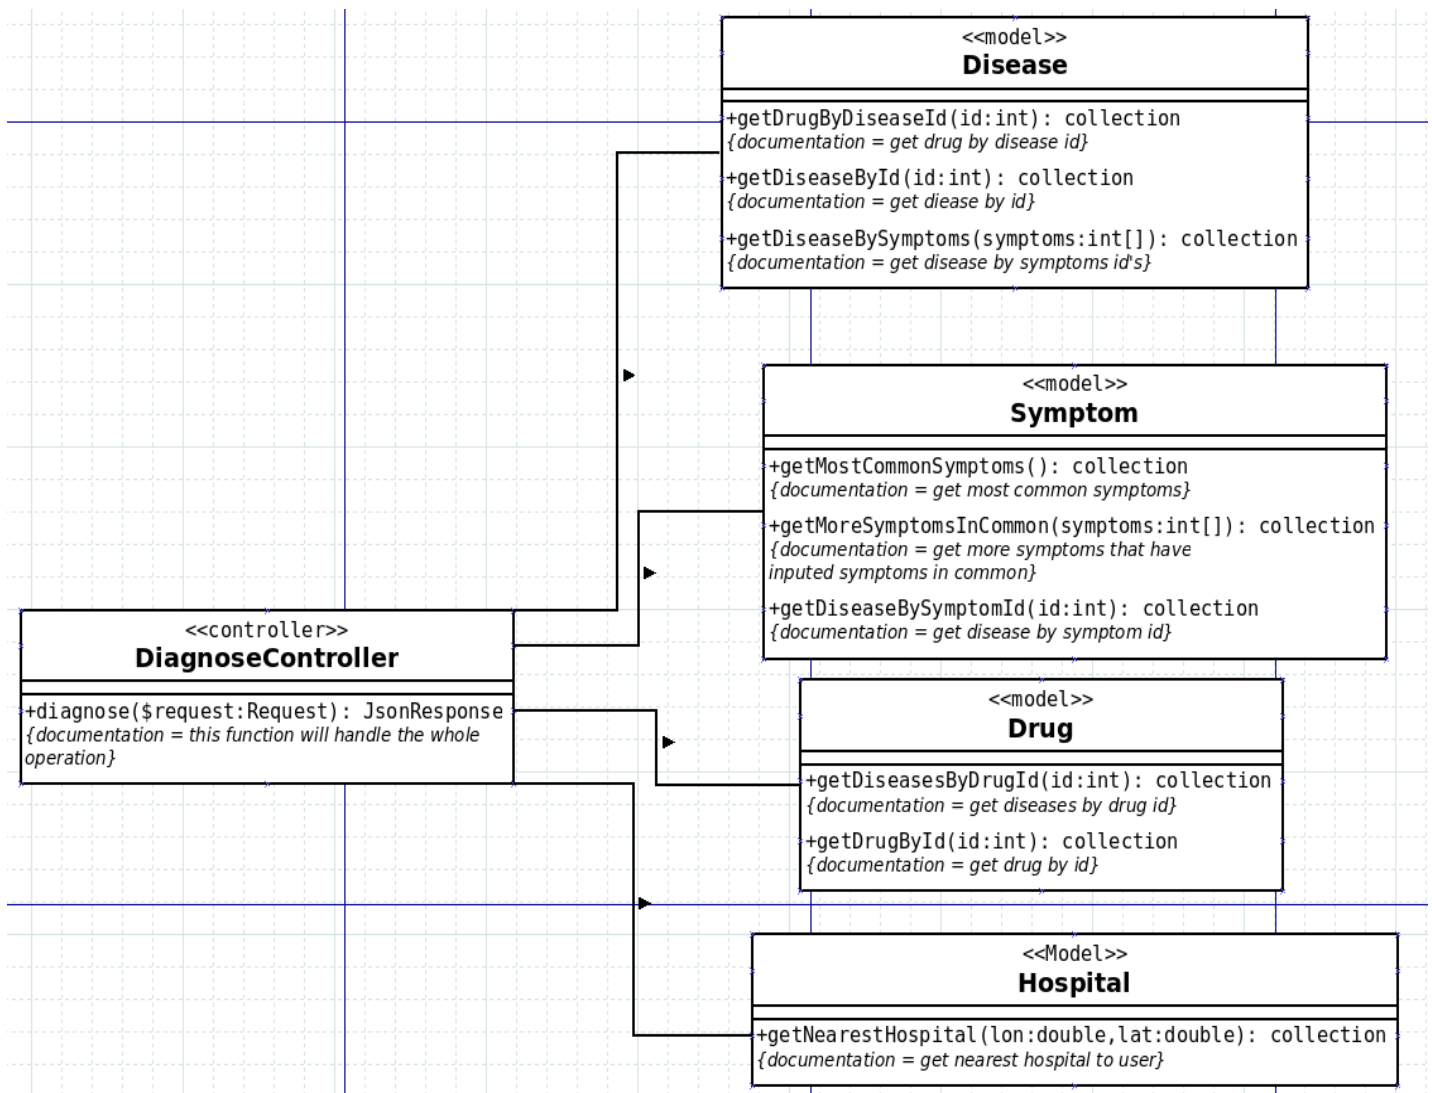 <<model>>
Disease
+getDrugByDiseaseId(id:int): collection
{documentation = get drug by disease id}
+getDiseaseById(id:int): collection
{documentation = get diease by id}
+getDiseaseBySymptoms(symptoms:int[]): collection
{documentation = get disease by symptoms id's}
<<model>>
Symptom
+getMostCommonSymptoms(): collection
{documentation = get most common symptoms}
+getMoreSymptomsInCommon(symptoms:int[]): collection
{documentation = get more symptoms that have
inputed symptoms in common}
+getDiseaseBySymptomId(id:int): collection
{documentation = get disease by symptom id}
<<controller>>
DiagnoseController
+diagnose($request:Request): JsonResponse
{documentation = this function will handle the whole
operation}
<<model>>
Drug
+getDiseasesByDrugId(id:int): collection
{documentation = get diseases by drug id}
+getDrugById(id:int): collection
{documentation = get drug by id}
<<Model>>
Hospital
+getNearestHospital(lon:double,lat:double): collection
{documentation = get nearest hospital to user}